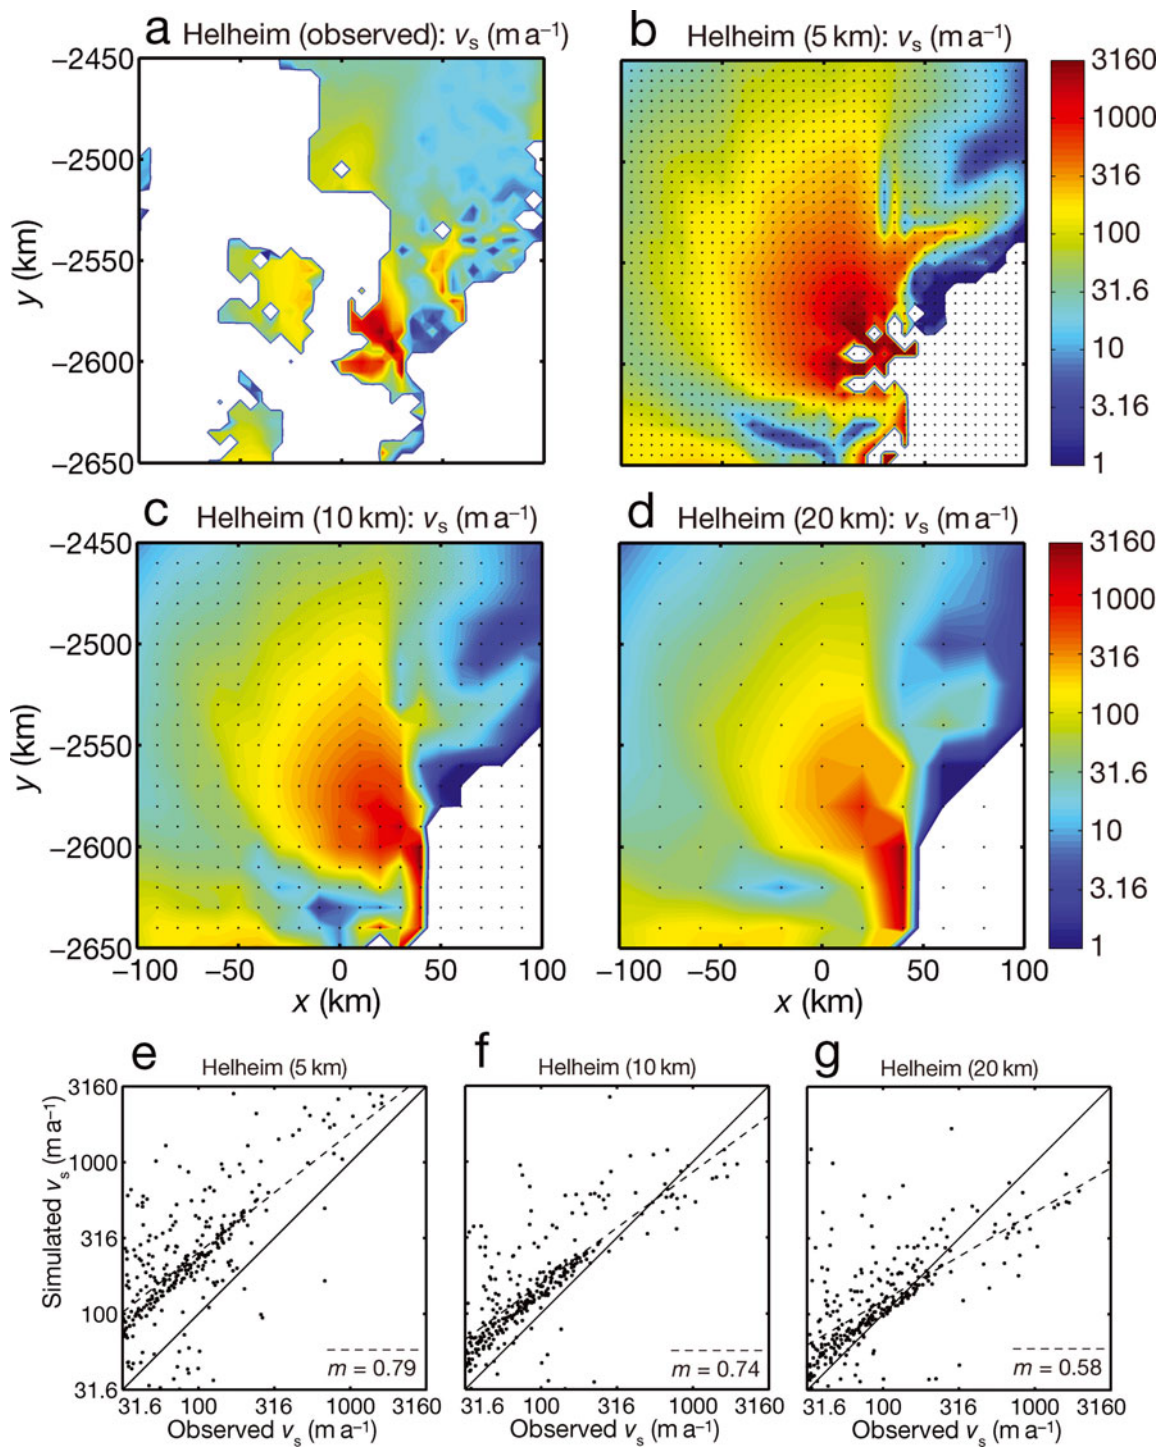 a Helheim (observed): vs (m a–1)
b Helheim (5 km): vs (m a–1)
–2450
–2500
–2550
–2600
–2650
y (km)
3160
1000
316
100
31.6
10
3.16
1
c Helheim (10 km): vs (m a–1)
d Helheim (20 km): vs (m a–1)
–2450
–2500
–2550
–2600
–2650
y (km)
–100 –50 0 50 100
x (km)
–100 –50 0 50 100
x (km)
3160
1000
316
100
31.6
10
3.16
1
e Helheim (5 km)
f Helheim (10 km)
g Helheim (20 km)
3160
1000
316
100
31.6
Simulated vs (m a–1)
m = 0.79
m = 0.74
m = 0.58
31.6 100 316 1000 3160
Observed vs (m a–1)
31.6 100 316 1000 3160
Observed vs (m a–1)
31.6 100 316 1000 3160
Observed vs (m a–1)